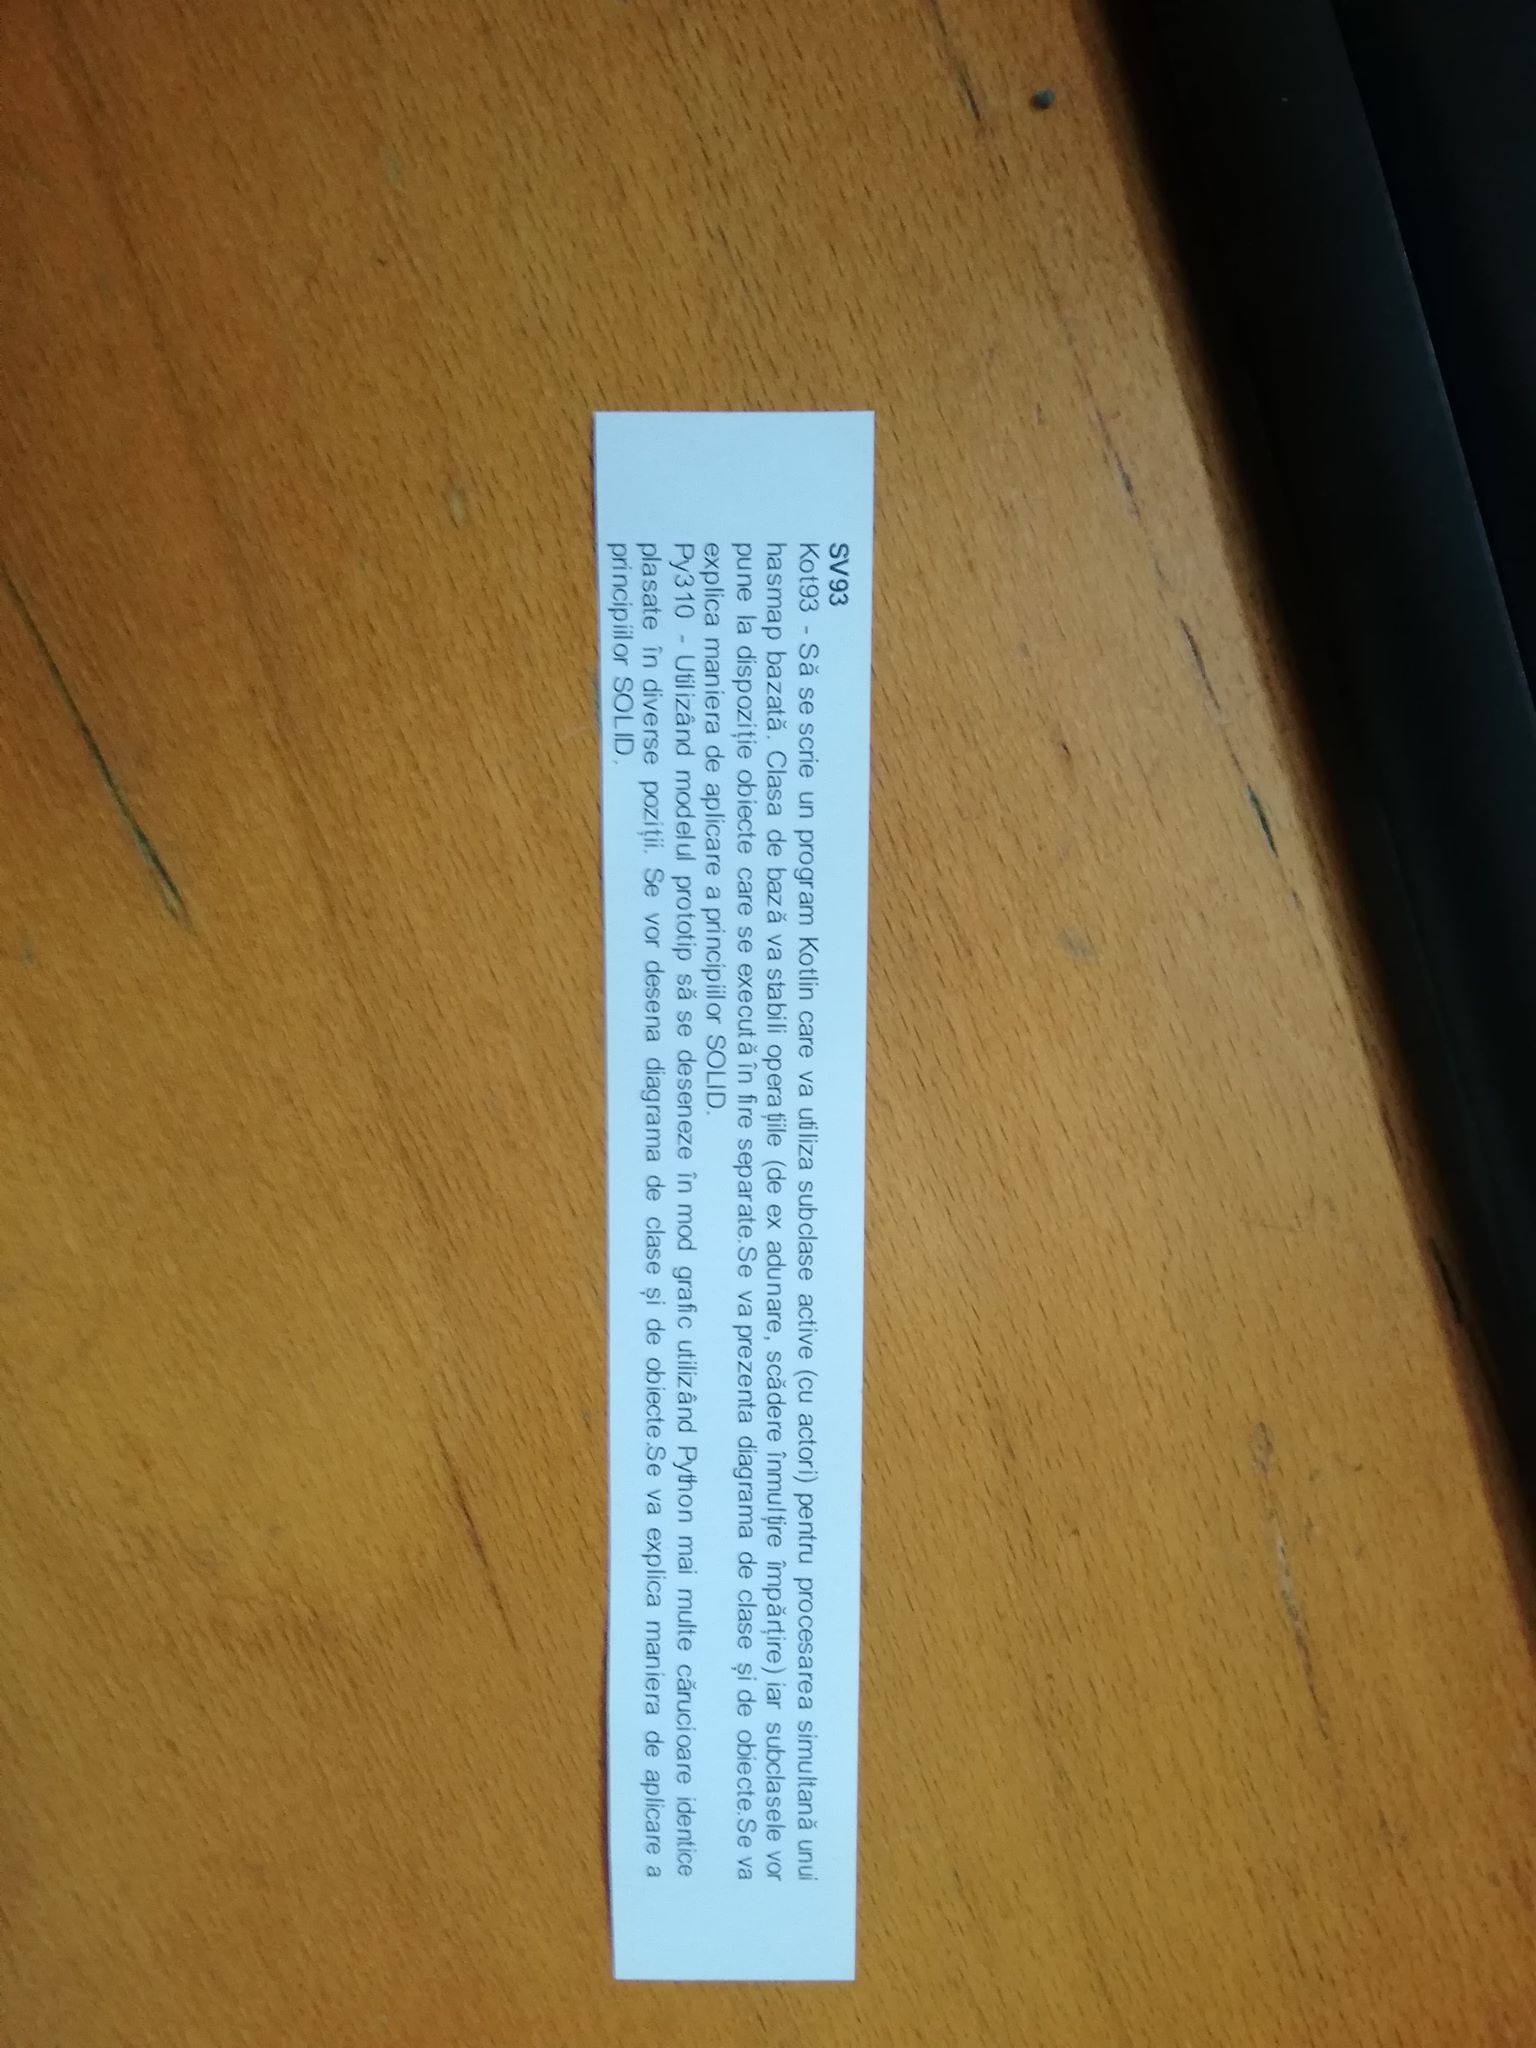 SV93
Kot93 - Să se scrie un program Kotlin care va utiliza subclase active (cu actori) pentru procesarea simultană unui
hasmap bazată. Clasa de bază va stabili operațiile (de ex adunare, scădere înmulțire împărțire) iar subclasele vor
pune la dispoziție obiecte care se execută în fire separate.Se va prezenta diagrama de clase și de obiecte.Se va
explica maniera de aplicare a principiilor SOLID.
Py310 - Utilizând modelul prototip să se deseneze în mod grafic utilizând Python mai multe cărucioare identice
plasate în diverse poziții. Se vor desena diagrama de clase și de obiecte.Se va explica maniera de aplicare a
principiilor SOLID.